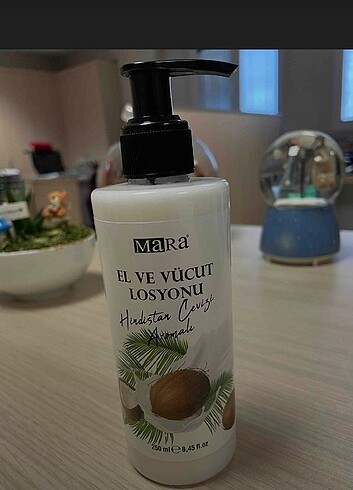 MaRa®
EL VE VÜCUT
LOSYONU
Hindistan Cevizi
Aromalı
250 ml ℮ 8,45 fl.oz